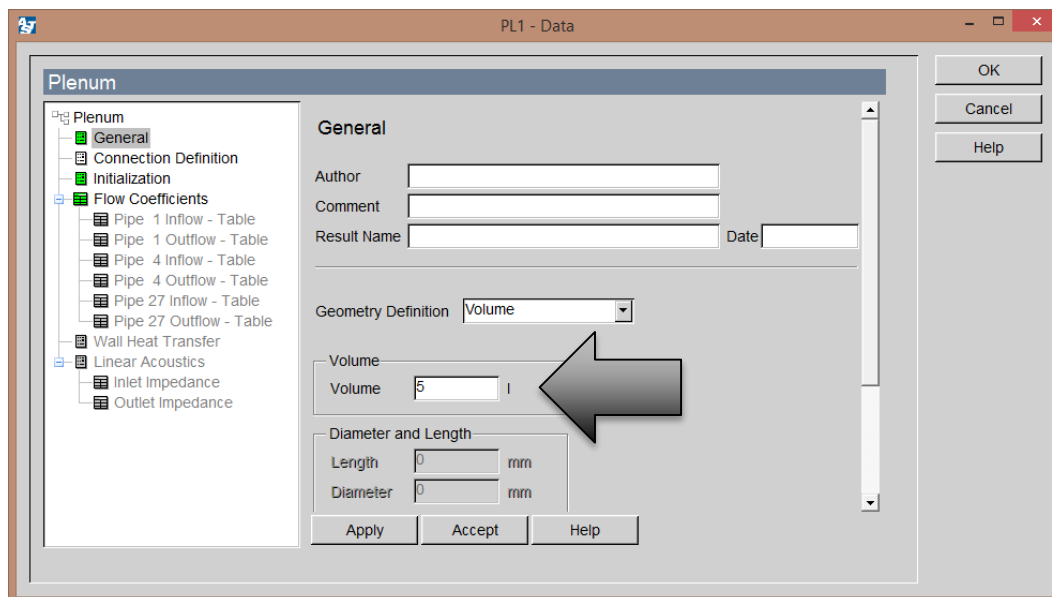 PL1 - Data
Plenum
Plenum
General
Connection Definition
Initialization
Flow Coefficients
Pipe 1 Inflow - Table
Pipe 1 Outflow - Table
Pipe 4 Inflow - Table
Pipe 4 Outflow - Table
Pipe 27 Inflow - Table
Pipe 27 Outflow - Table
Wall Heat Transfer
Linear Acoustics
Inlet Impedance
Outlet Impedance
General
Author
Comment
Result Name Date
Geometry Definition Volume
Volume
Volume 5 l
Diameter and Length
Length 0 mm
Diameter 0 mm
Apply Accept Help
OK
Cancel
Help